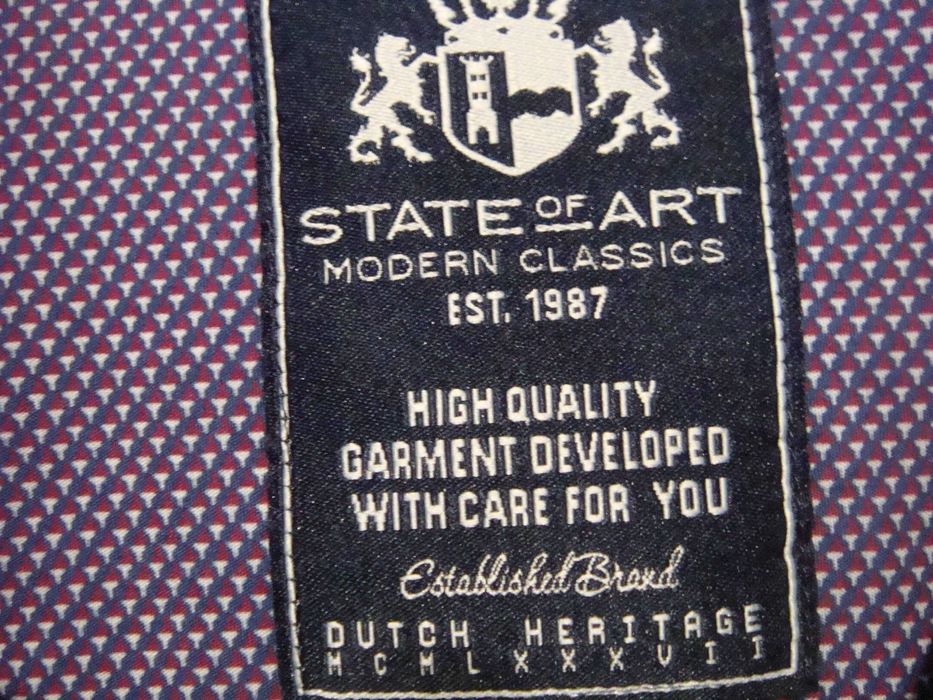 STATE OF ART
MODERN CLASSICS
EST. 1987
HIGH QUALITY
GARMENT DEVELOPED
WITH CARE FOR YOU
Established Brand
DUTCH HERITAGE
MCMLXXXVII